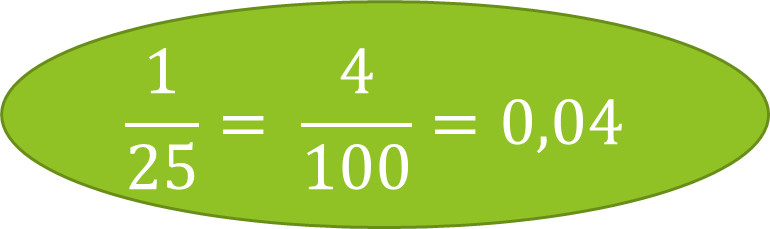 1/25 = 4/100 = 0,04